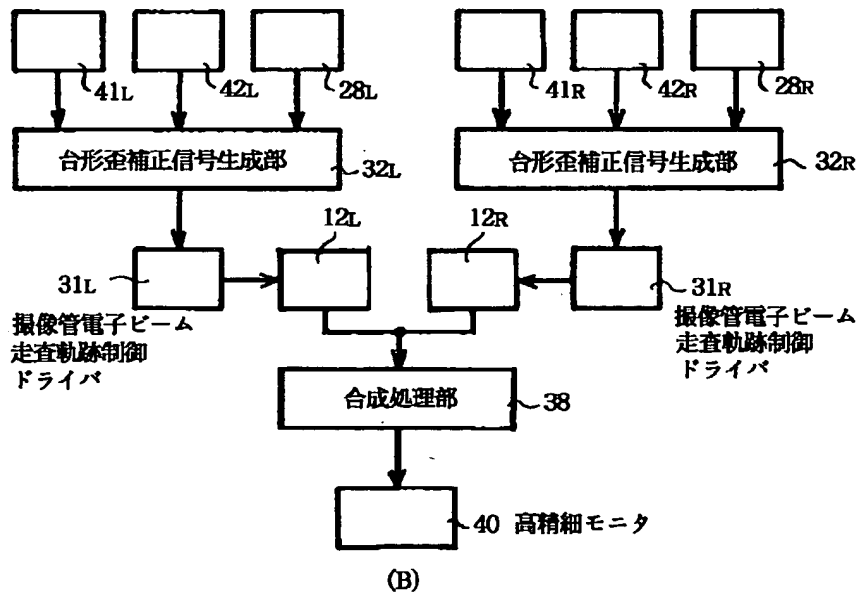 41L
42L
28L
41R
42R
28R
台形歪補正信号生成部
32L
台形歪補正信号生成部
32R
12L
12R
31L
撮像管電子ビーム
走査軌跡制御
ドライバ
31R
撮像管電子ビーム
走査軌跡制御
ドライバ
合成処理部
38
40 高精細モニタ
(B)